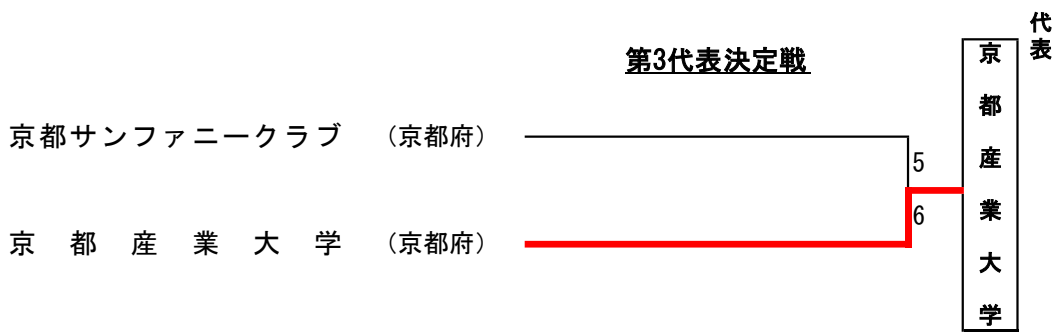 第3代表決定戦
京都サンファニークラブ （京都府）
5
6
京都産業大学 （京都府）
京都産業大学
代表